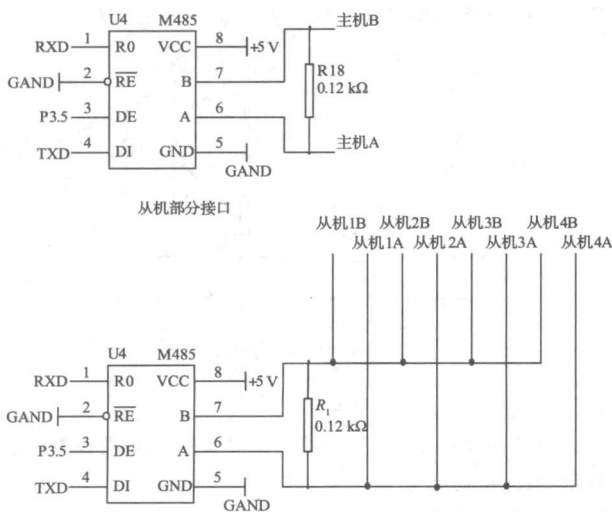 U4 M485
主机B
RXD 1 R0 VCC 8 +5 V
GAND 2 RE B 7
R18
0.12 kΩ
P3.5 3 DE A 6
TXD 4 DI GND 5
主机A
GAND
从机部分接口
从机1B 从机2B 从机3B 从机4B
从机1A 从机2A 从机3A 从机4A
U4 M485
RXD 1 R0 VCC 8 +5 V
GAND 2 RE B 7
R1
0.12 kΩ
P3.5 3 DE A 6
TXD 4 DI GND 5
GAND